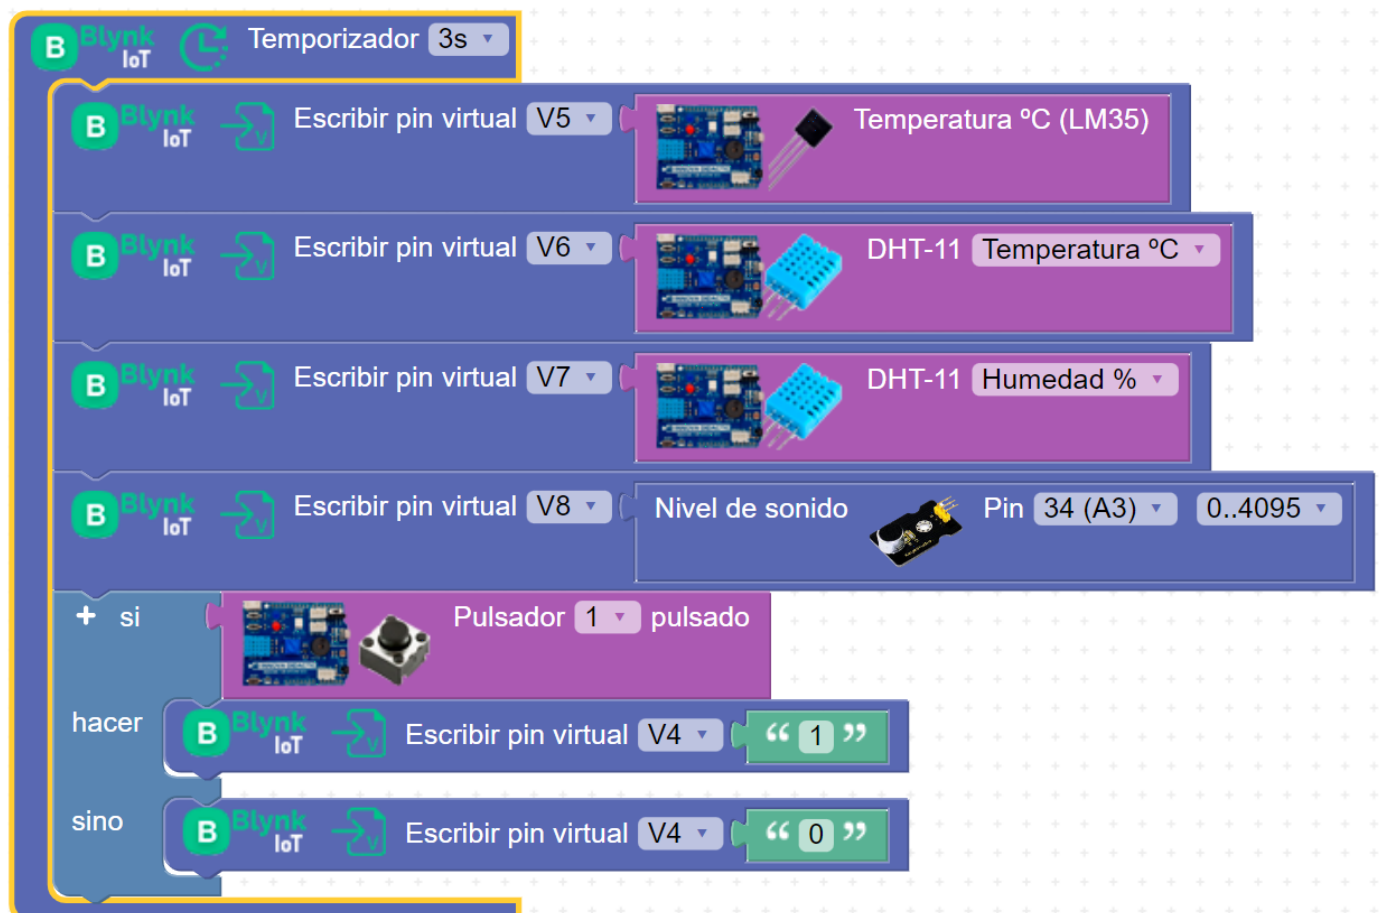 B Blynk IoT Temporizador 3s
B Blynk IoT V Escribir pin virtual V5 Temperatura ºC (LM35)
B Blynk IoT V Escribir pin virtual V6 DHT-11 Temperatura ºC
B Blynk IoT V Escribir pin virtual V7 DHT-11 Humedad %
B Blynk IoT V Escribir pin virtual V8 Nivel de sonido Pin 34 (A3) 0..4095
+ si Pulsador 1 pulsado
hacer B Blynk IoT V Escribir pin virtual V4 “ 1 ”
sino B Blynk IoT V Escribir pin virtual V4 “ 0 ”